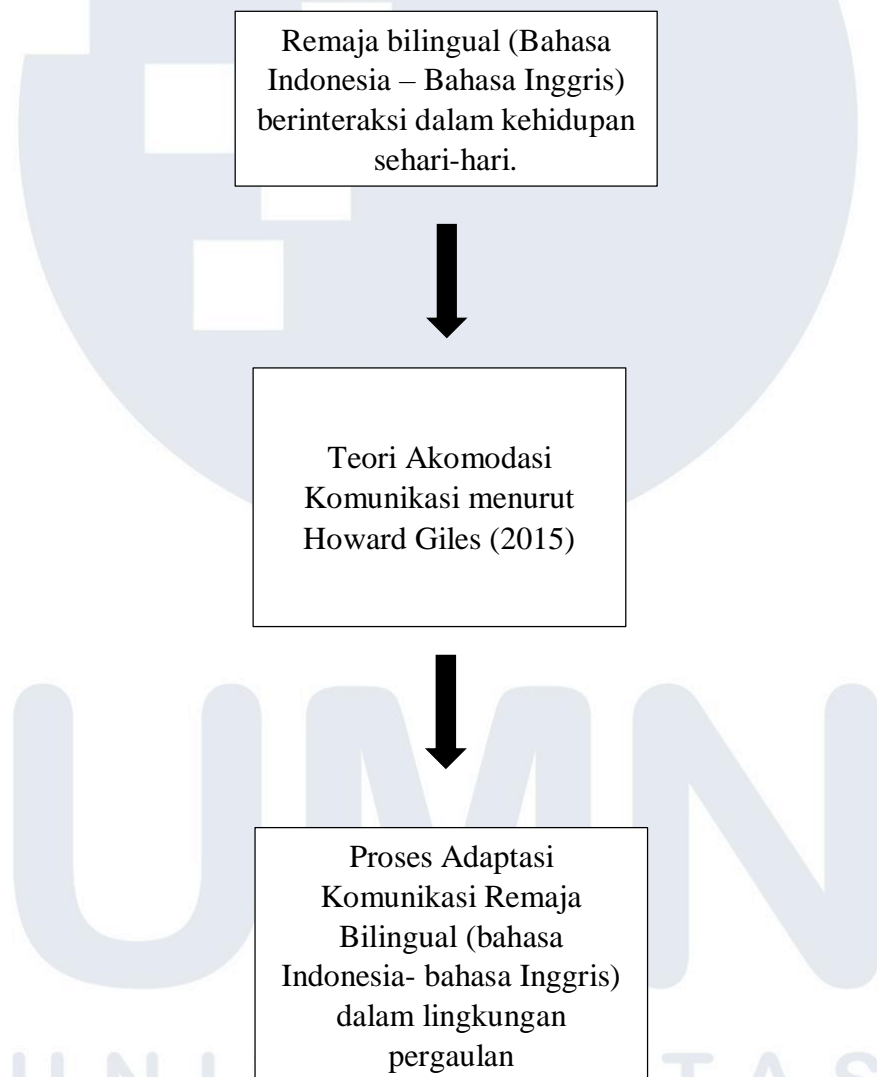 Remaja bilingual (Bahasa
Indonesia – Bahasa Inggris)
berinteraksi dalam kehidupan
sehari-hari.
Teori Akomodasi
Komunikasi menurut
Howard Giles (2015)
UMN
Proses Adaptasi
Komunikasi Remaja
Bilingual (bahasa
Indonesia- bahasa Inggris)
dalam lingkungan
pergaulan